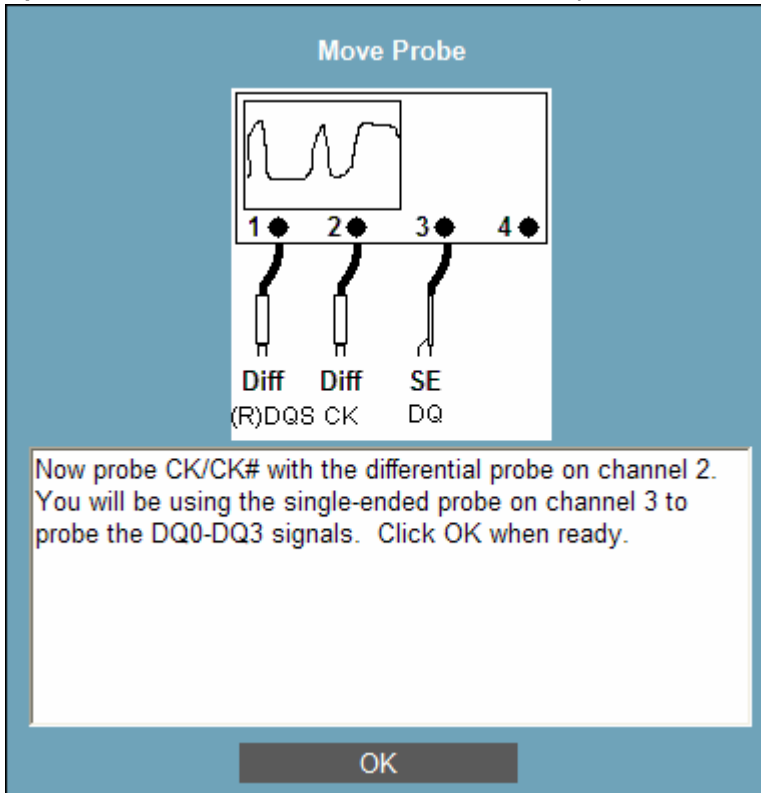 Move Probe
1 2 3 4
Diff Diff SE
(R)DQS CK DQ
Now probe CK/CK# with the differential probe on channel 2.
You will be using the single-ended probe on channel 3 to
probe the DQ0-DQ3 signals.  Click OK when ready.
OK